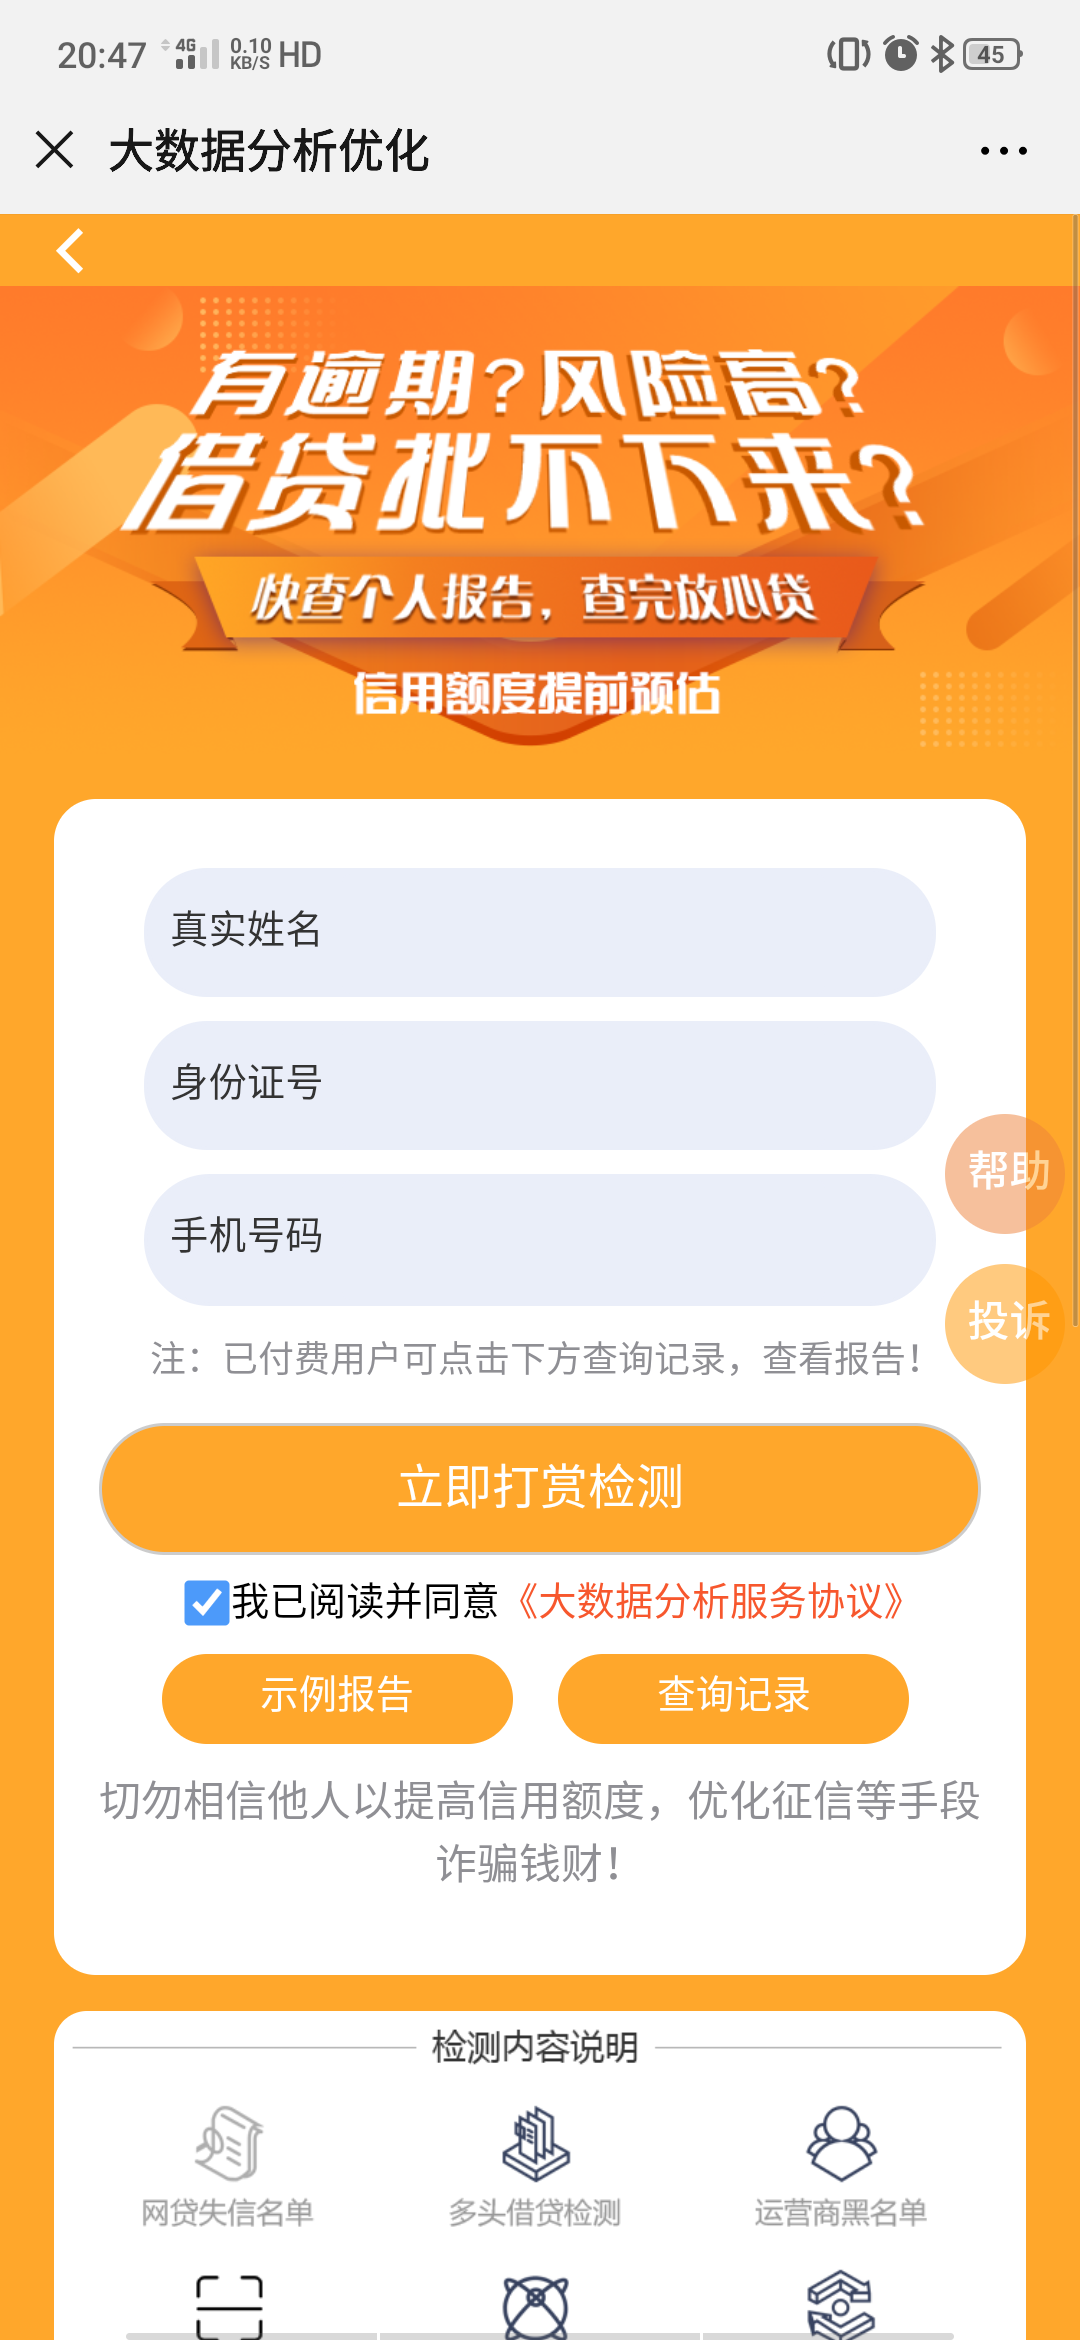 20:47 4G 0.10 KB/S HD 45
大数据分析优化
有逾期?风险高?
借贷批不下来?
快查个人报告，查完放心贷
信用额度提前预估
真实姓名
身份证号
手机号码
帮助
投诉
注：已付费用户可点击下方查询记录，查看报告！
立即打赏检测
我已阅读并同意《大数据分析服务协议》
示例报告 查询记录
切勿相信他人以提高信用额度，优化征信等手段
诈骗钱财！
检测内容说明
网贷失信名单 多头借贷检测 运营商黑名单